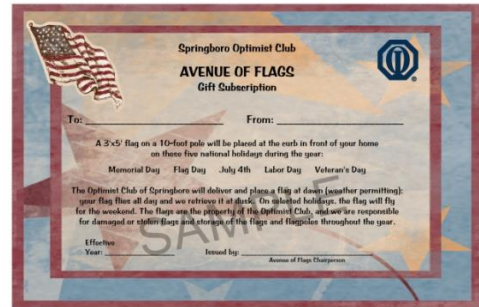 Springboro Optimist Club
AVENUE OF FLAGS
Gift Subscription
To: From:
A 3'x5' flag on a 10-foot pole will be placed at the curb in front of your home
on these five national holidays during the year:
Memorial Day Flag Day July 4th Labor Day Veteran's Day
The Optimist Club of Springboro will deliver and place a flag at dawn (weather permitting);
your flag flies all day and we retrieve it at dusk. On selected holidays, the flag will fly
for the weekend. The flags are the property of the Optimist Club, and we are responsible
for damaged or stolen flags and storage of the flags and flagpoles throughout the year.
SAMPLE
Effective
Year: Issued by:
Avenue of Flags Chairperson